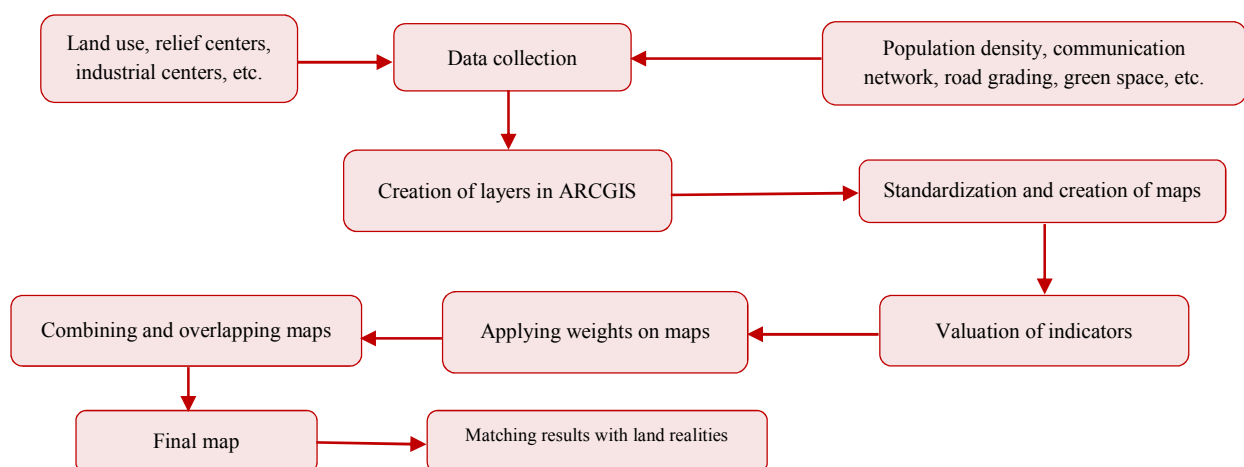 Land use, relief centers,
industrial centers, etc.
Data collection
Population density, communication
network, road grading, green space, etc.
Creation of layers in ARCGIS
Standardization and creation of maps
Valuation of indicators
Applying weights on maps
Combining and overlapping maps
Final map
Matching results with land realities